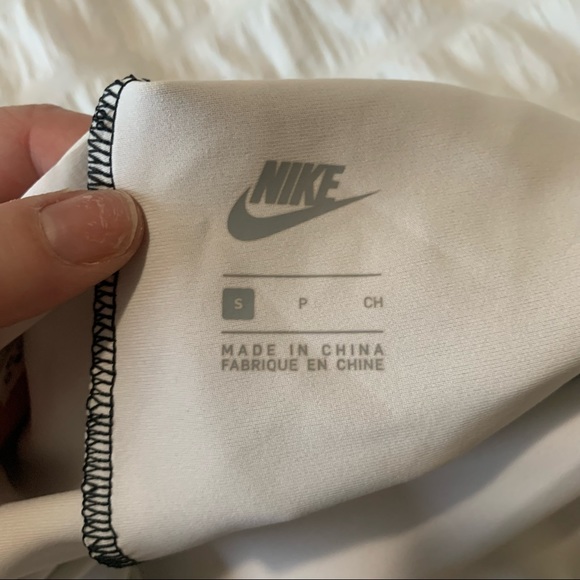 NIKE
S P CH
MADE IN CHINA
FABRIQUE EN CHINE